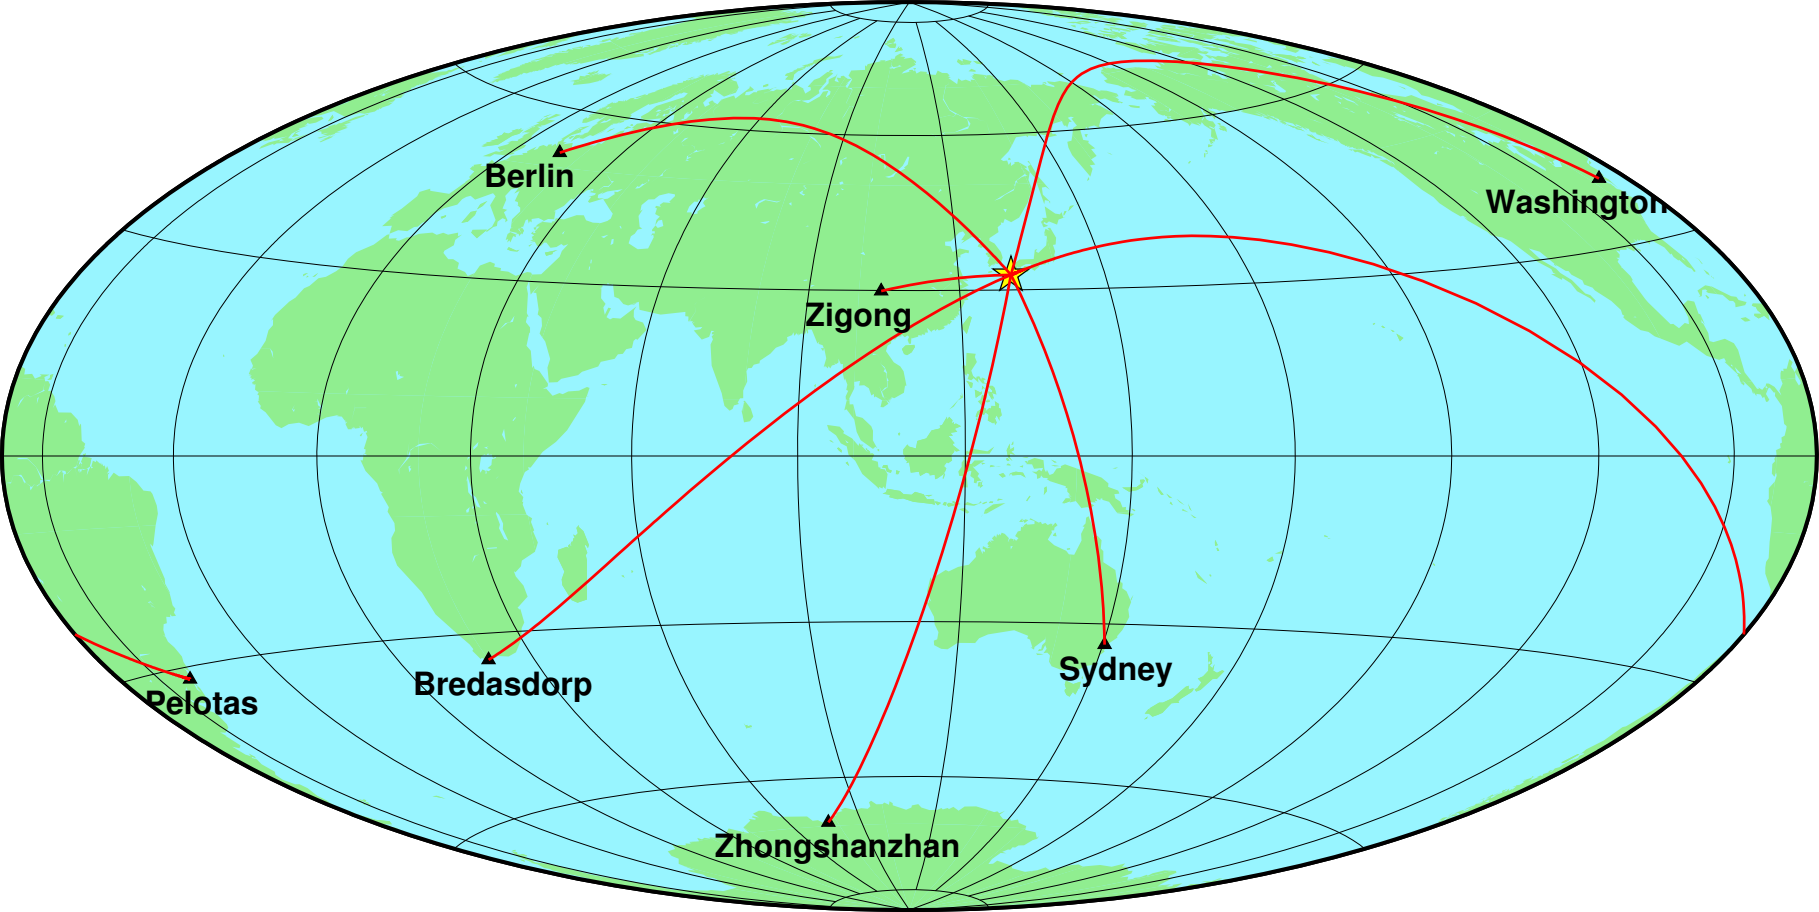 Berlin
Washington
Zigong
Sydney
Bredasdorp
Pelotas
Zhongshanzhan